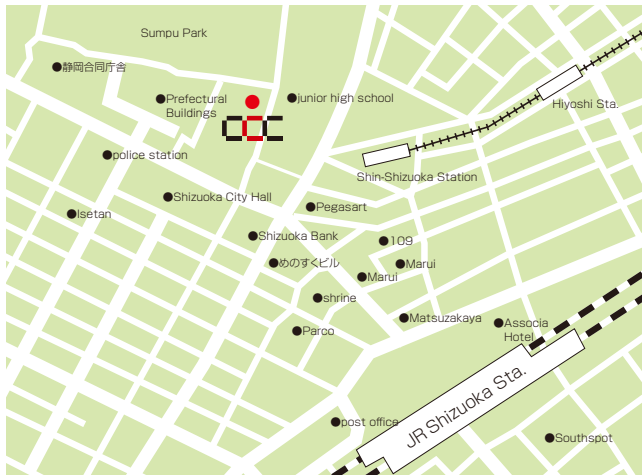 Sumpu Park
静岡合同庁舎
Prefectural
Buildings
junior high school
Hiyoshi Sta.
police station
Shin-Shizuoka Station
Shizuoka City Hall
Pegasart
Isetan
Shizuoka Bank
109
めのすくビル
Marui
Marui
shrine
Matsuzakaya
Associa
Hotel
Parco
JR Shizuoka Sta.
post office
Southspot